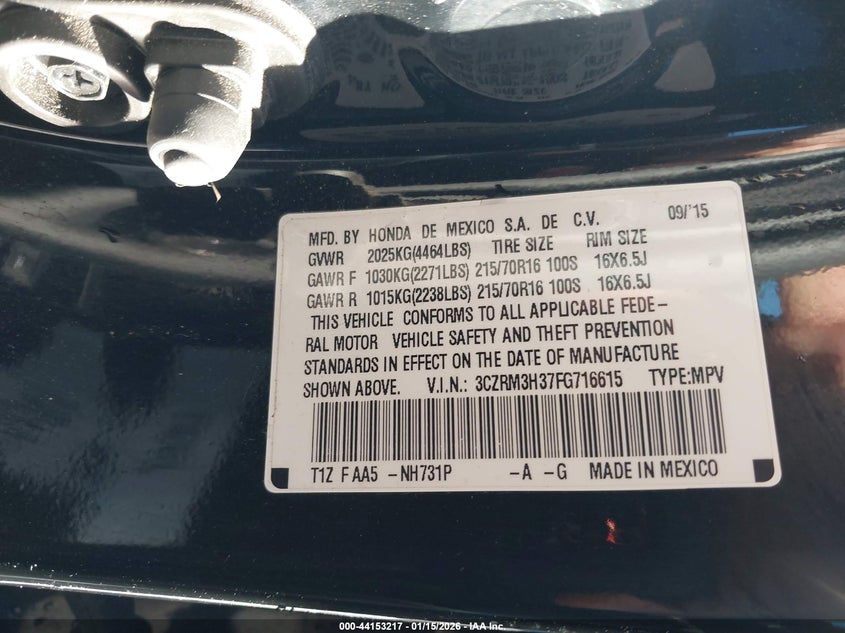 MFD. BY HONDA DE MEXICO S.A. DE C.V. 09/'15
GVWR 2025KG(4464LBS) TIRE SIZE RIM SIZE
GAWR F 1030KG(2271LBS) 215/70R16 100S 16X6.5J
GAWR R 1015KG(2238LBS) 215/70R16 100S 16X6.5J
THIS VEHICLE CONFORMS TO ALL APPLICABLE FEDE-
RAL MOTOR VEHICLE SAFETY AND THEFT PREVENTION
STANDARDS IN EFFECT ON THE DATE OF MANUFACTURE
SHOWN ABOVE. V.I.N.: 3CZRM3H37FG716615 TYPE:MPV
T1Z F AA5 -NH731P -A -G MADE IN MEXICO
000-44153217 - 01/15/2026 - IAA Inc.